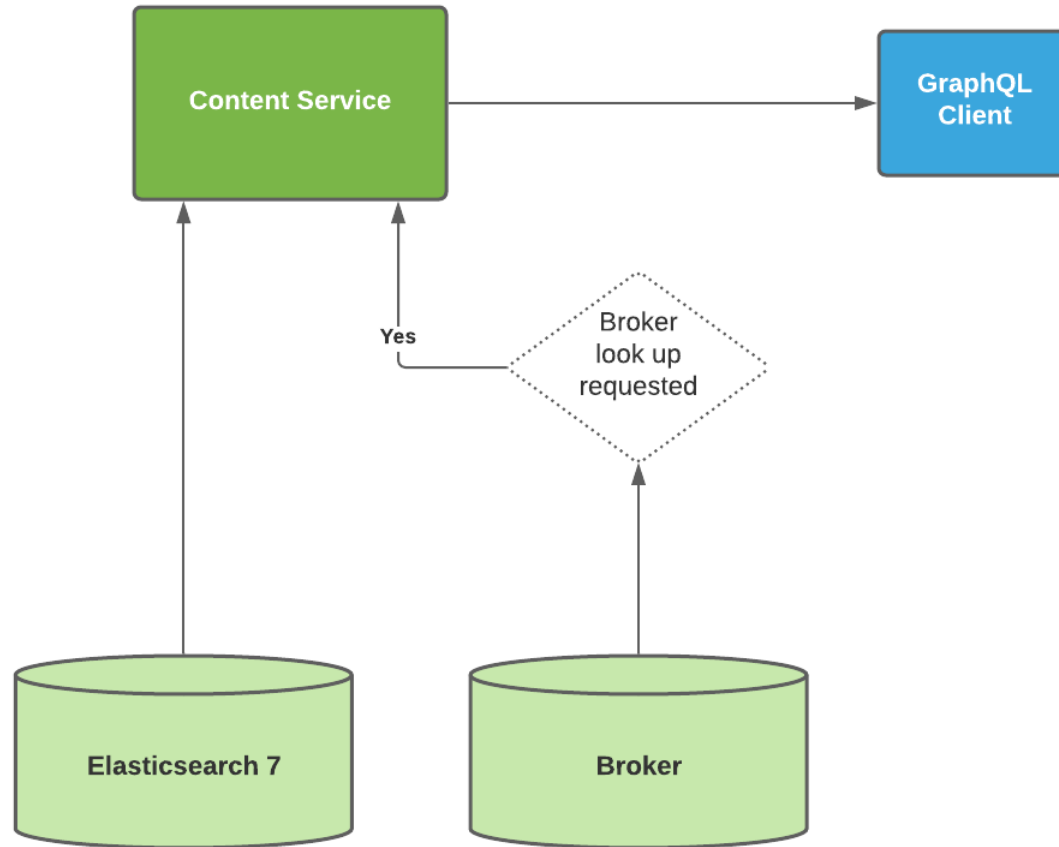 Content Service
GraphQL
Client
Yes
Broker
look up
requested
Elasticsearch 7
Broker